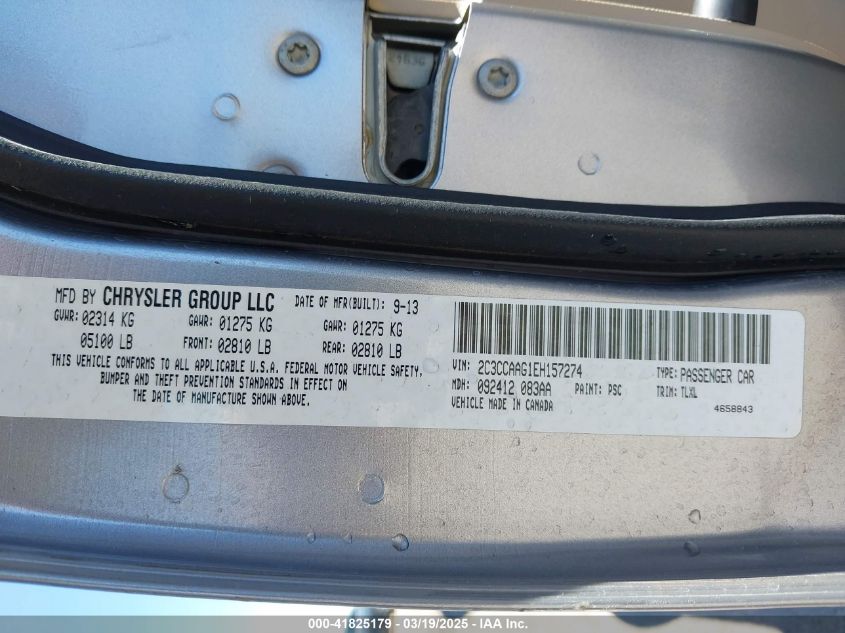 MFD BY CHRYSLER GROUP LLC DATE OF MFR(BUILT): 9-13
GVWR: 02314 KG GAWR: 01275 KG GAWR: 01275 KG
05100 LB FRONT: 02810 LB REAR: 02810 LB
THIS VEHICLE CONFORMS TO ALL APPLICABLE U.S.A. FEDERAL MOTOR VEHICLE SAFETY,
BUMPER AND THEFT PREVENTION STANDARDS IN EFFECT ON
THE DATE OF MANUFACTURE SHOWN ABOVE.
VIN: 2C3CCAAG1EH157274 TYPE: PASSENGER CAR
MDH: 092412 083AA PAINT: PSC TRIM: TLXL
VEHICLE MADE IN CANADA 4658843
000-41825179 - 03/19/2025 - IAAI.com